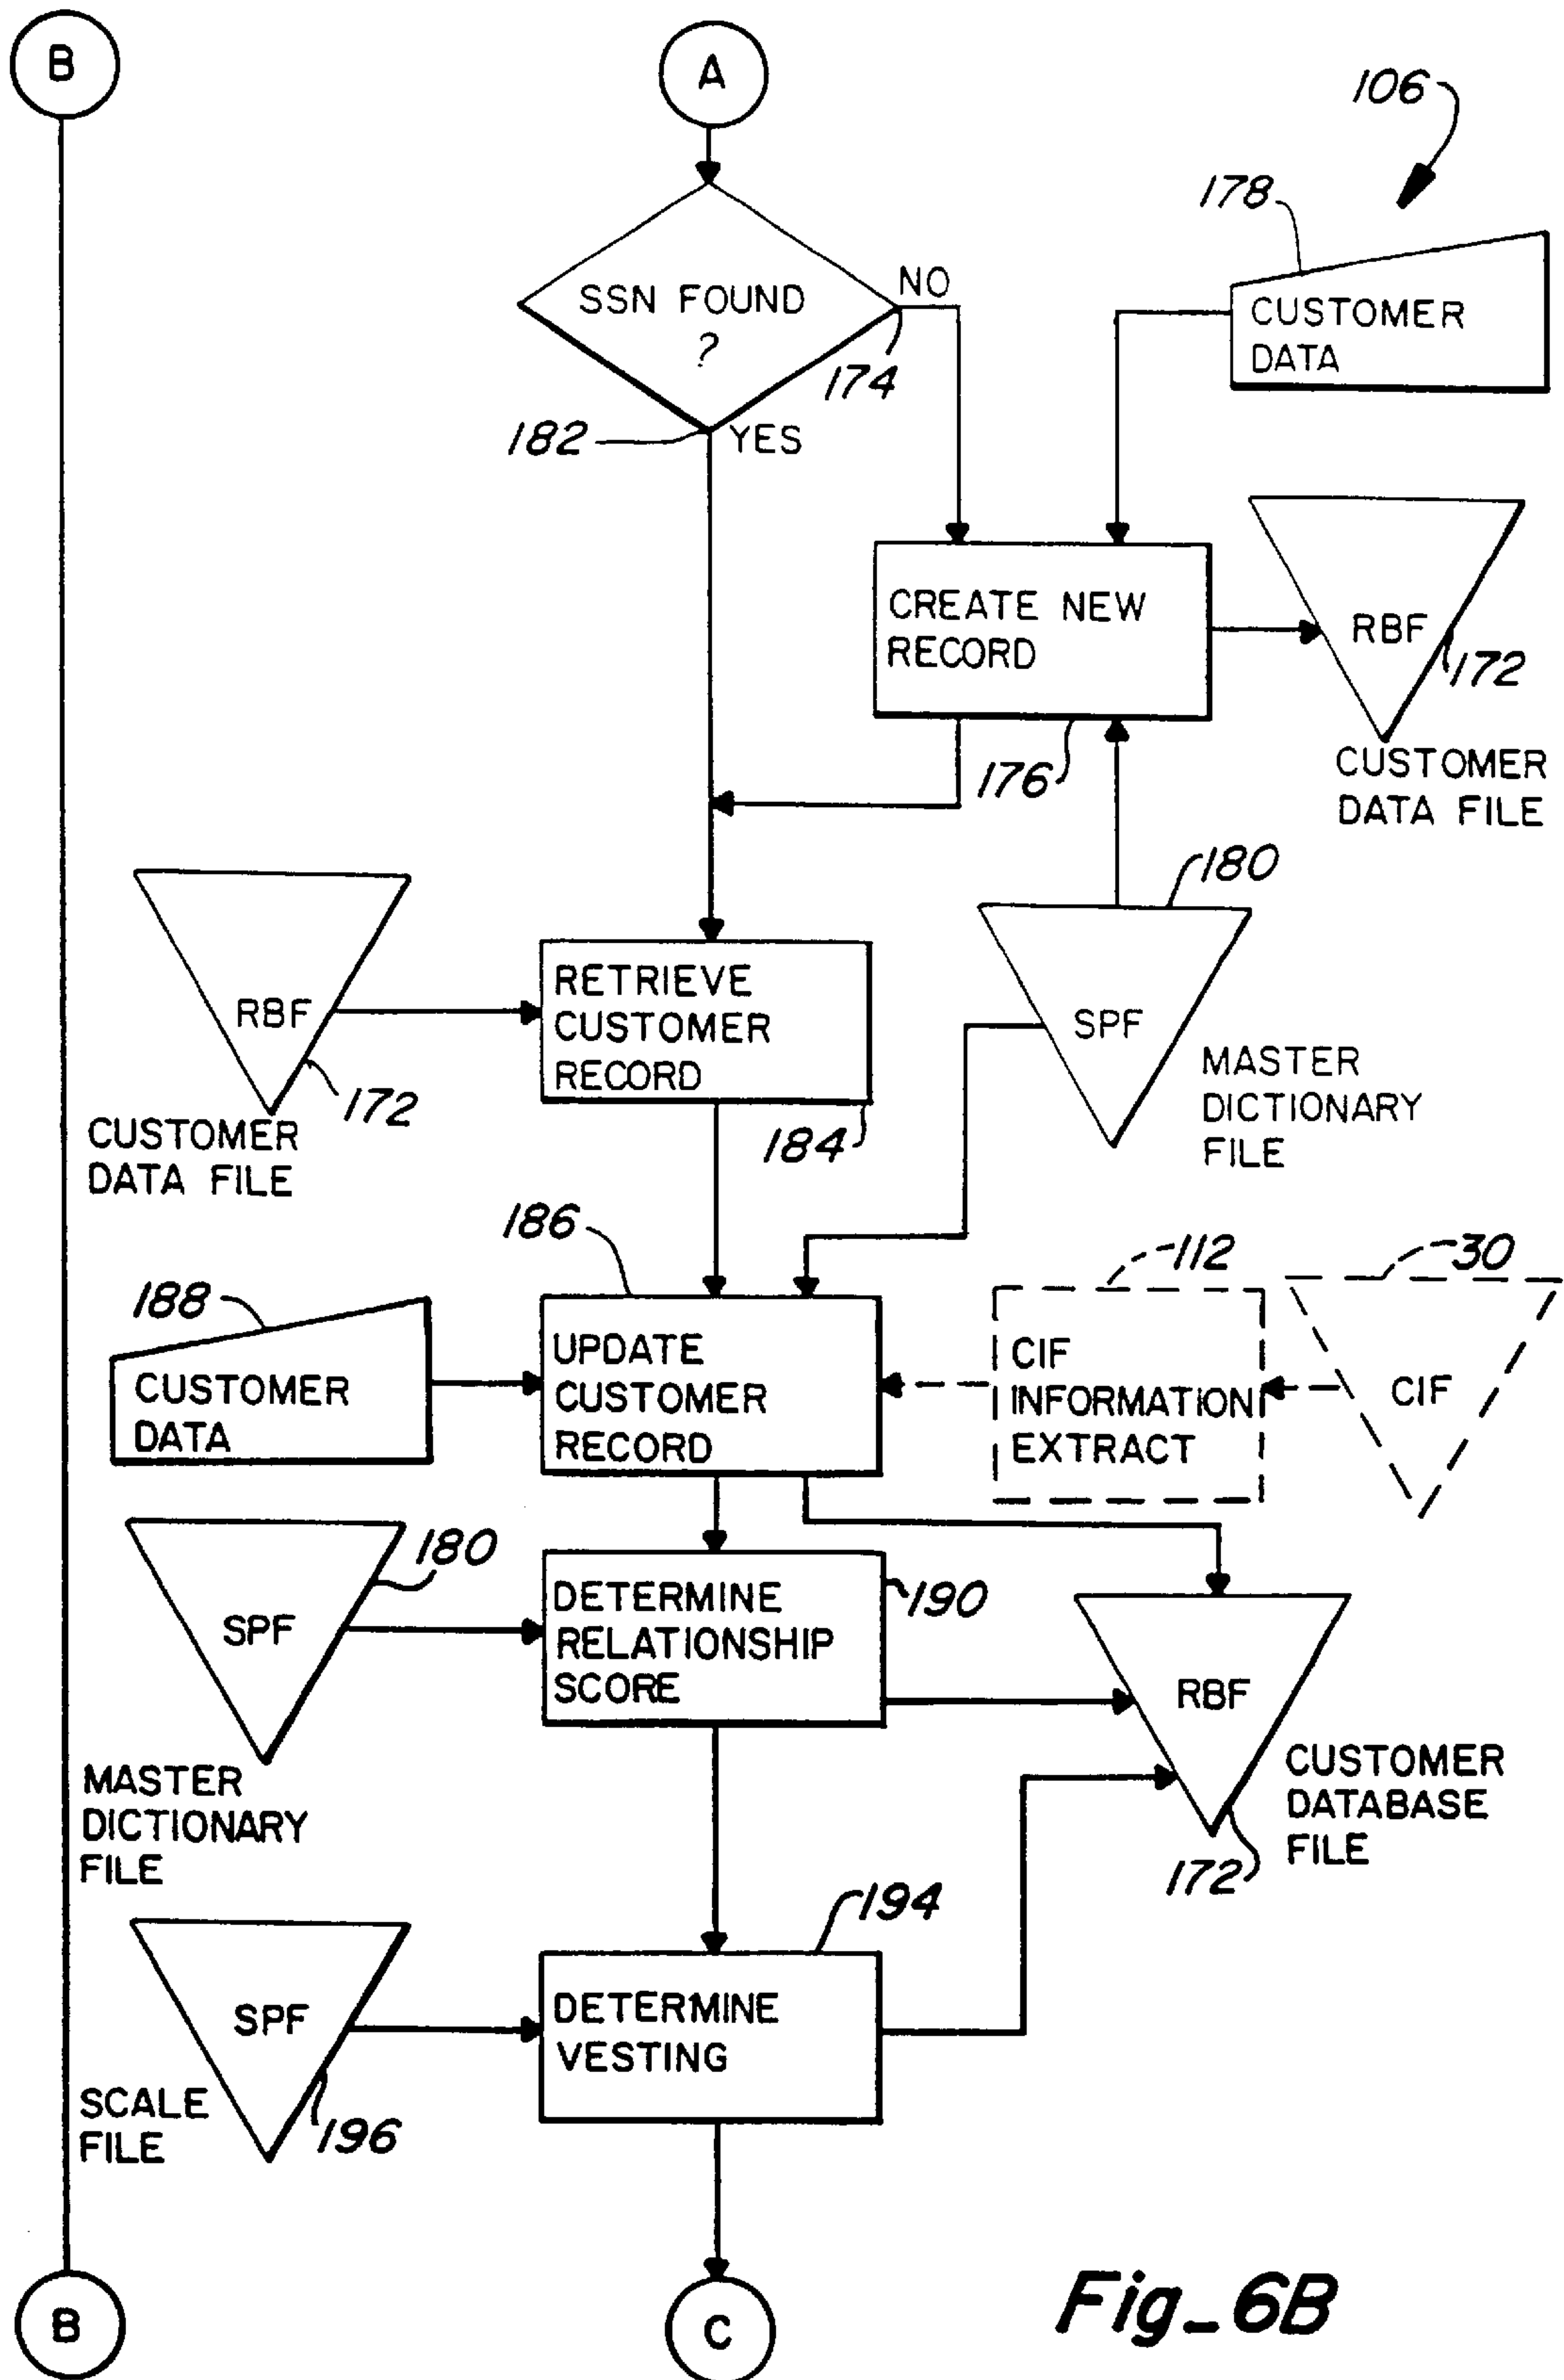 B
A
106
178
SSN FOUND
?
NO
174
CUSTOMER
DATA
182
YES
CREATE NEW
RECORD
RBF
172
176
CUSTOMER
DATA FILE
180
RBF
172
CUSTOMER
DATA FILE
RETRIEVE
CUSTOMER
RECORD
184
SPF
MASTER
DICTIONARY
FILE
186
112
30
188
CUSTOMER
DATA
UPDATE
CUSTOMER
RECORD
CIF
INFORMATION
EXTRACT
CIF
180
SPF
MASTER
DICTIONARY
FILE
DETERMINE
RELATIONSHIP
SCORE
190
RBF
CUSTOMER
DATABASE
FILE
172
194
SPF
SCALE
FILE
196
DETERMINE
VESTING
B
C
Fig_6B